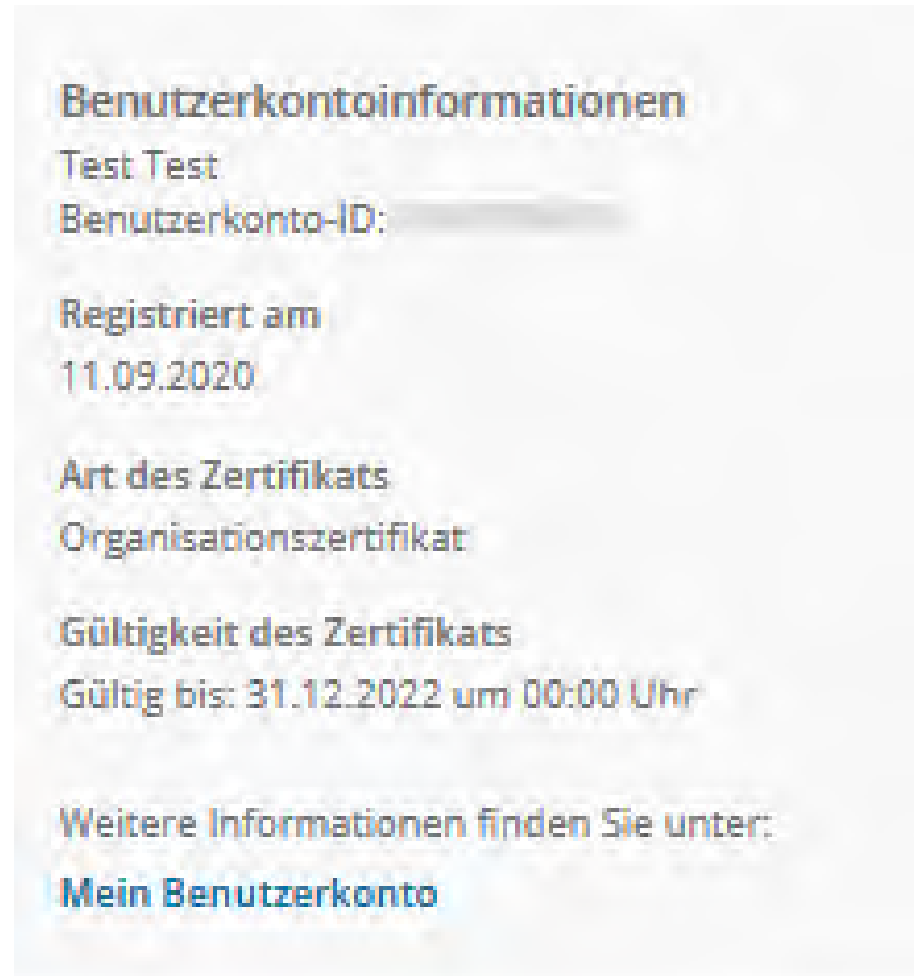 Benutzerkontoinformationen
Test Test
Benutzerkonto-ID:
Registriert am
11.09.2020
Art des Zertifikats
Organisationszertifikat
Gültigkeit des Zertifikats
Gültig bis: 31.12.2022 um 00:00 Uhr
Weitere Informationen finden Sie unter:
Mein Benutzerkonto